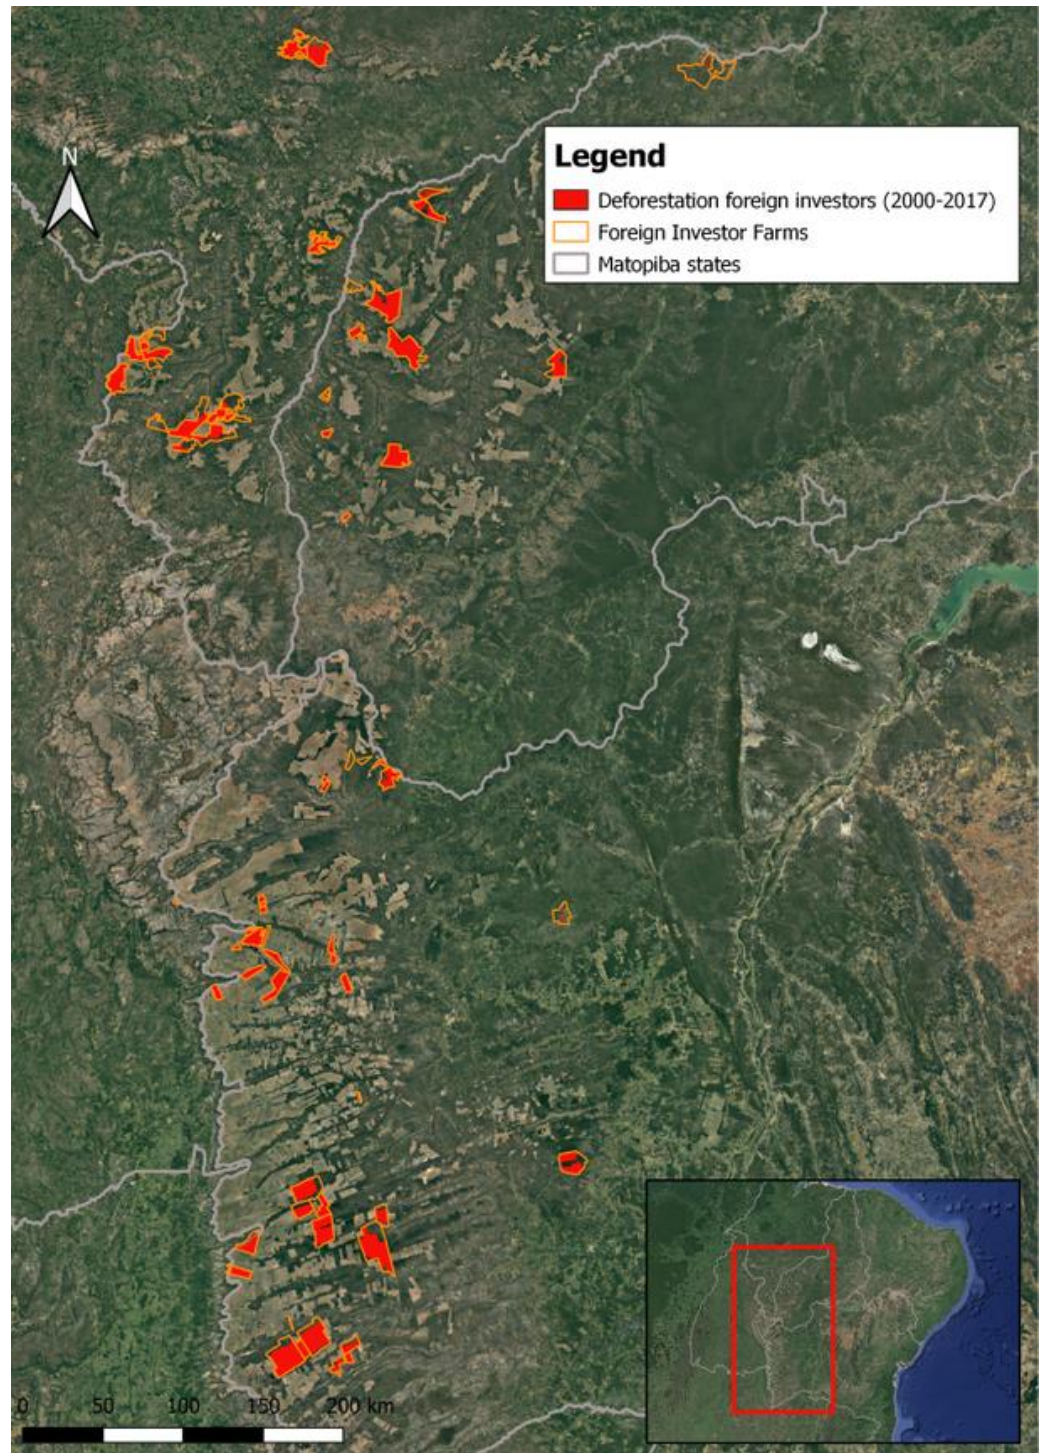 N
Legend
Deforestation foreign investors (2000-2017)
Foreign Investor Farms
Matopiba states
0 50 100 150 200 km